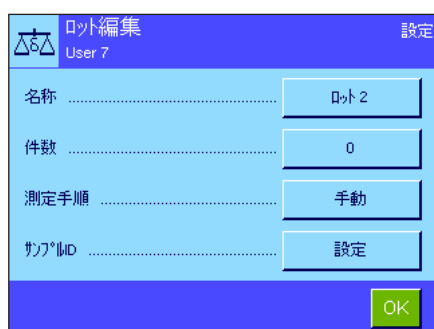 ロット編集
設定
User 7
名称 ロット 2
件数 0
測定手順 手動
ｻﾝﾌﾟﾙID 設定
OK